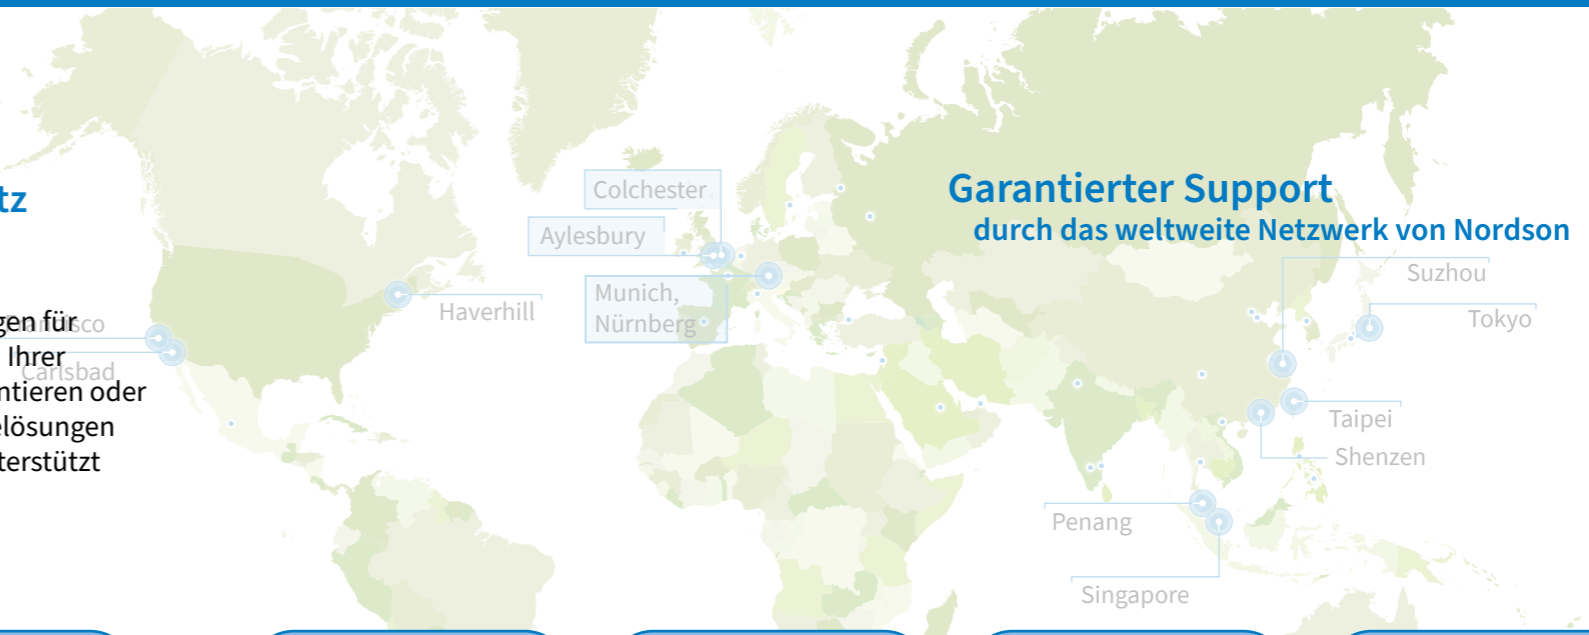 tz
gen für
Ihrer
ntieren oder
elösungen
terstützt
Francisco
Carlsbad
Haverhill
Colchester
Aylesbury
Munich,
Nürnberg
Garantierter Support
durch das weltweite Netzwerk von Nordson
Suzhou
Tokyo
Taipei
Shenzen
Penang
Singapore